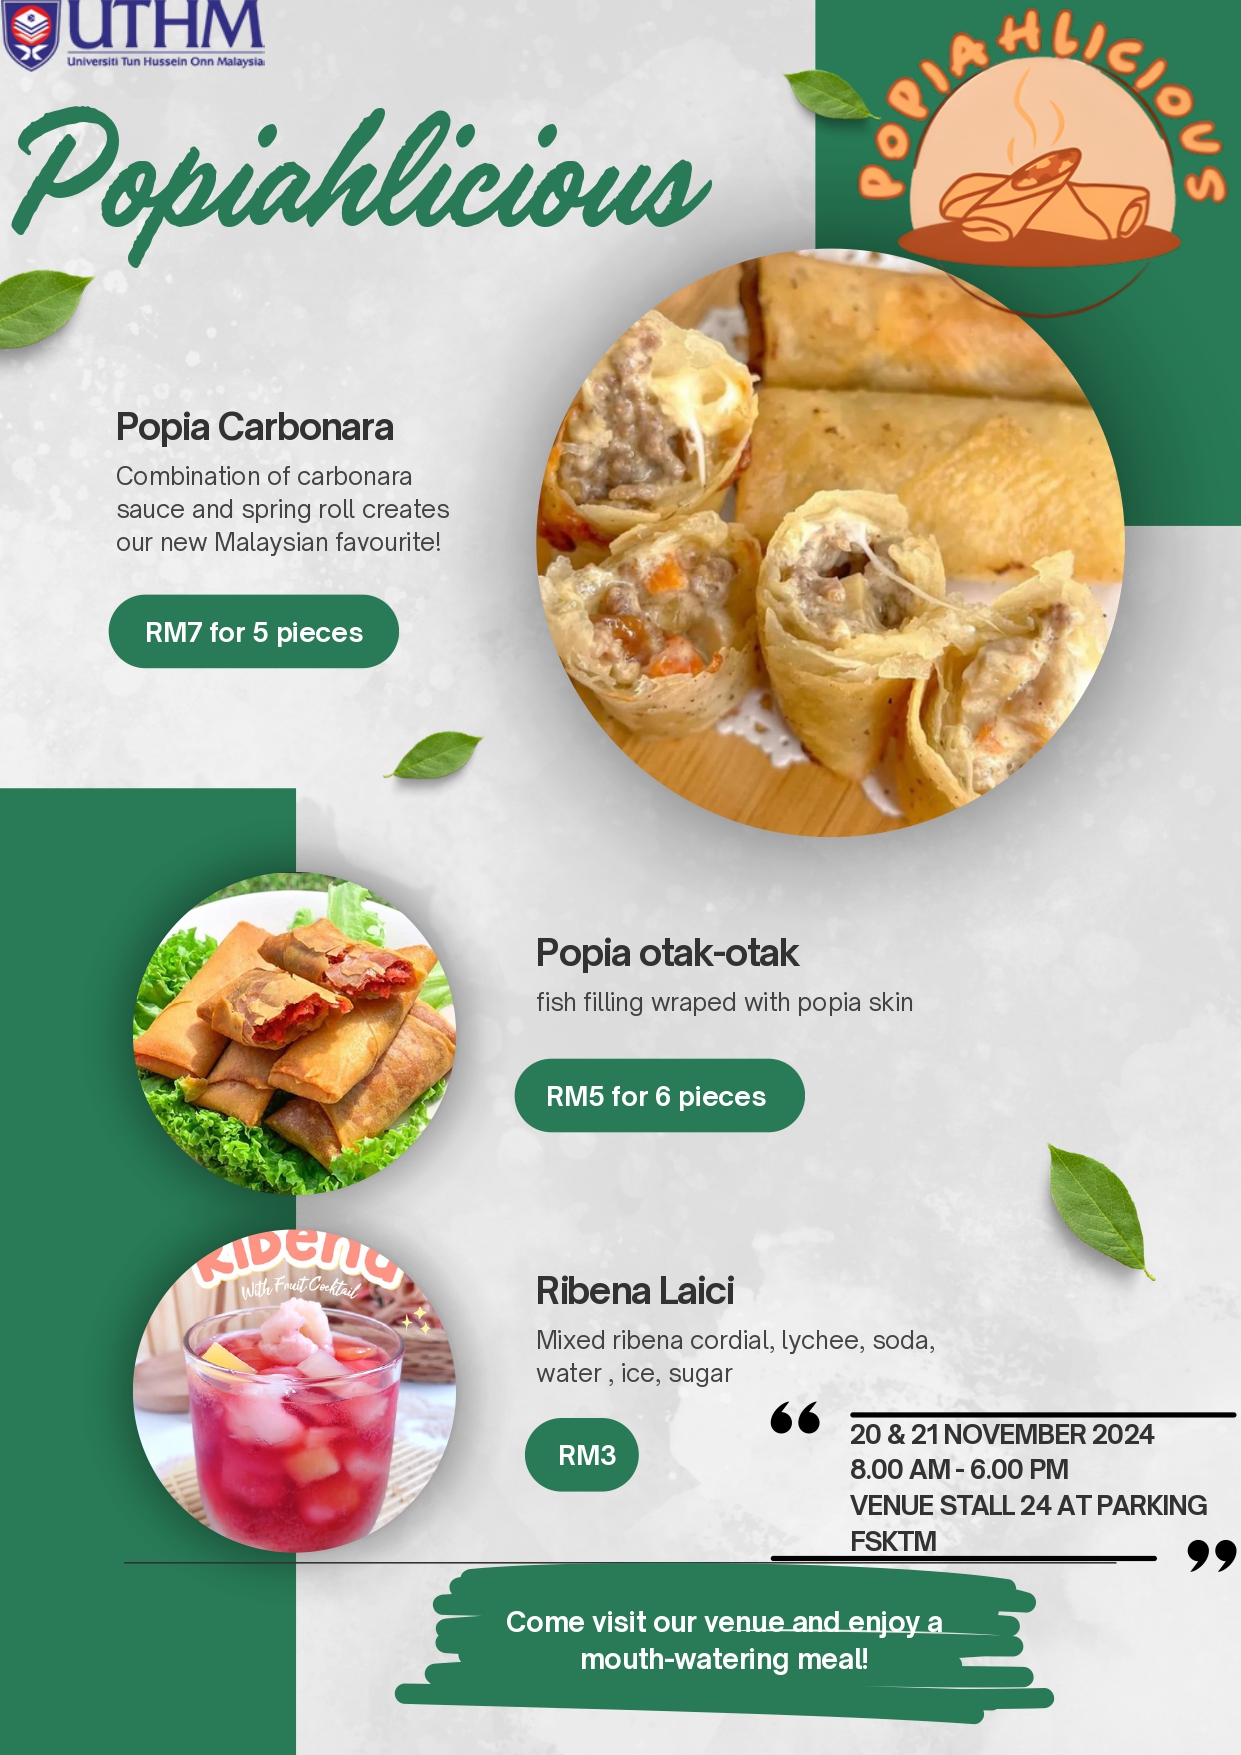 UTHM
Universiti Tun Hussein Onn Malaysia
POPIAHLICIOUS
Popiahlicious
Popia Carbonara
Combination of carbonara
sauce and spring roll creates
our new Malaysian favourite!
RM7 for 5 pieces
Popia otak-otak
fish filling wraped with popia skin
RM5 for 6 pieces
Ribena
With Fruit Cocktail
Ribena Laici
Mixed ribena cordial, lychee, soda,
water , ice, sugar
RM3
“
20 & 21 NOVEMBER 2024
8.00 AM - 6.00 PM
VENUE STALL 24 AT PARKING
FSKTM
”
Come visit our venue and enjoy a
mouth-watering meal!